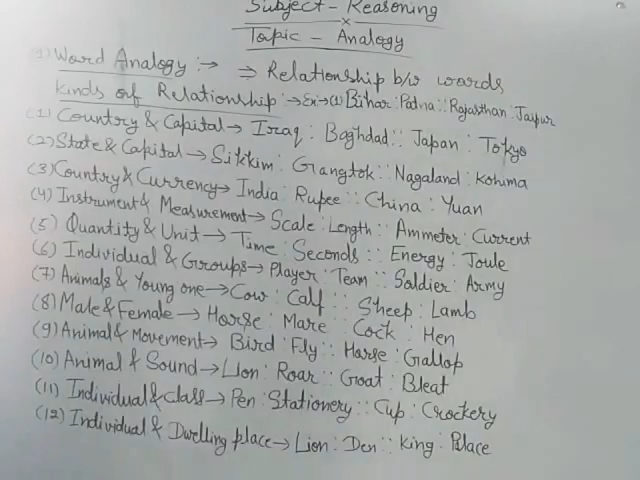 Subject - Reasoning
×
Topic - Analogy
1) Word Analogy :→ ⇒ Relationship b/w words
kinds of Relationship :→ Ex:→ (1) Bihar : Patna :: Rajasthan : Jaipur
(1) Country & Capital → Iraq : Baghdad :: Japan : Tokyo
(2) State & Capital → Sikkim : Gangtok :: Nagaland : Kohima
(3) Country & Currency → India : Rupee :: China : Yuan
(4) Instrument & Measurement → Scale : Length :: Ammeter : Current
(5) Quantity & Unit → Time : Seconds :: Energy : Joule
(6) Individual & Groups → Player : Team :: Soldier : Army
(7) Animals & Young one → Cow : Calf :: Sheep : Lamb
(8) Male & Female → Horse : Mare :: Cock : Hen
(9) Animal & Movement → Bird : Fly :: Horse : Gallop
(10) Animal & Sound → Lion : Roar :: Goat : Bleat
(11) Individual & class → Pen : Stationery :: Cup : Crockery
(12) Individual & Dwelling place → Lion : Den :: King : Palace